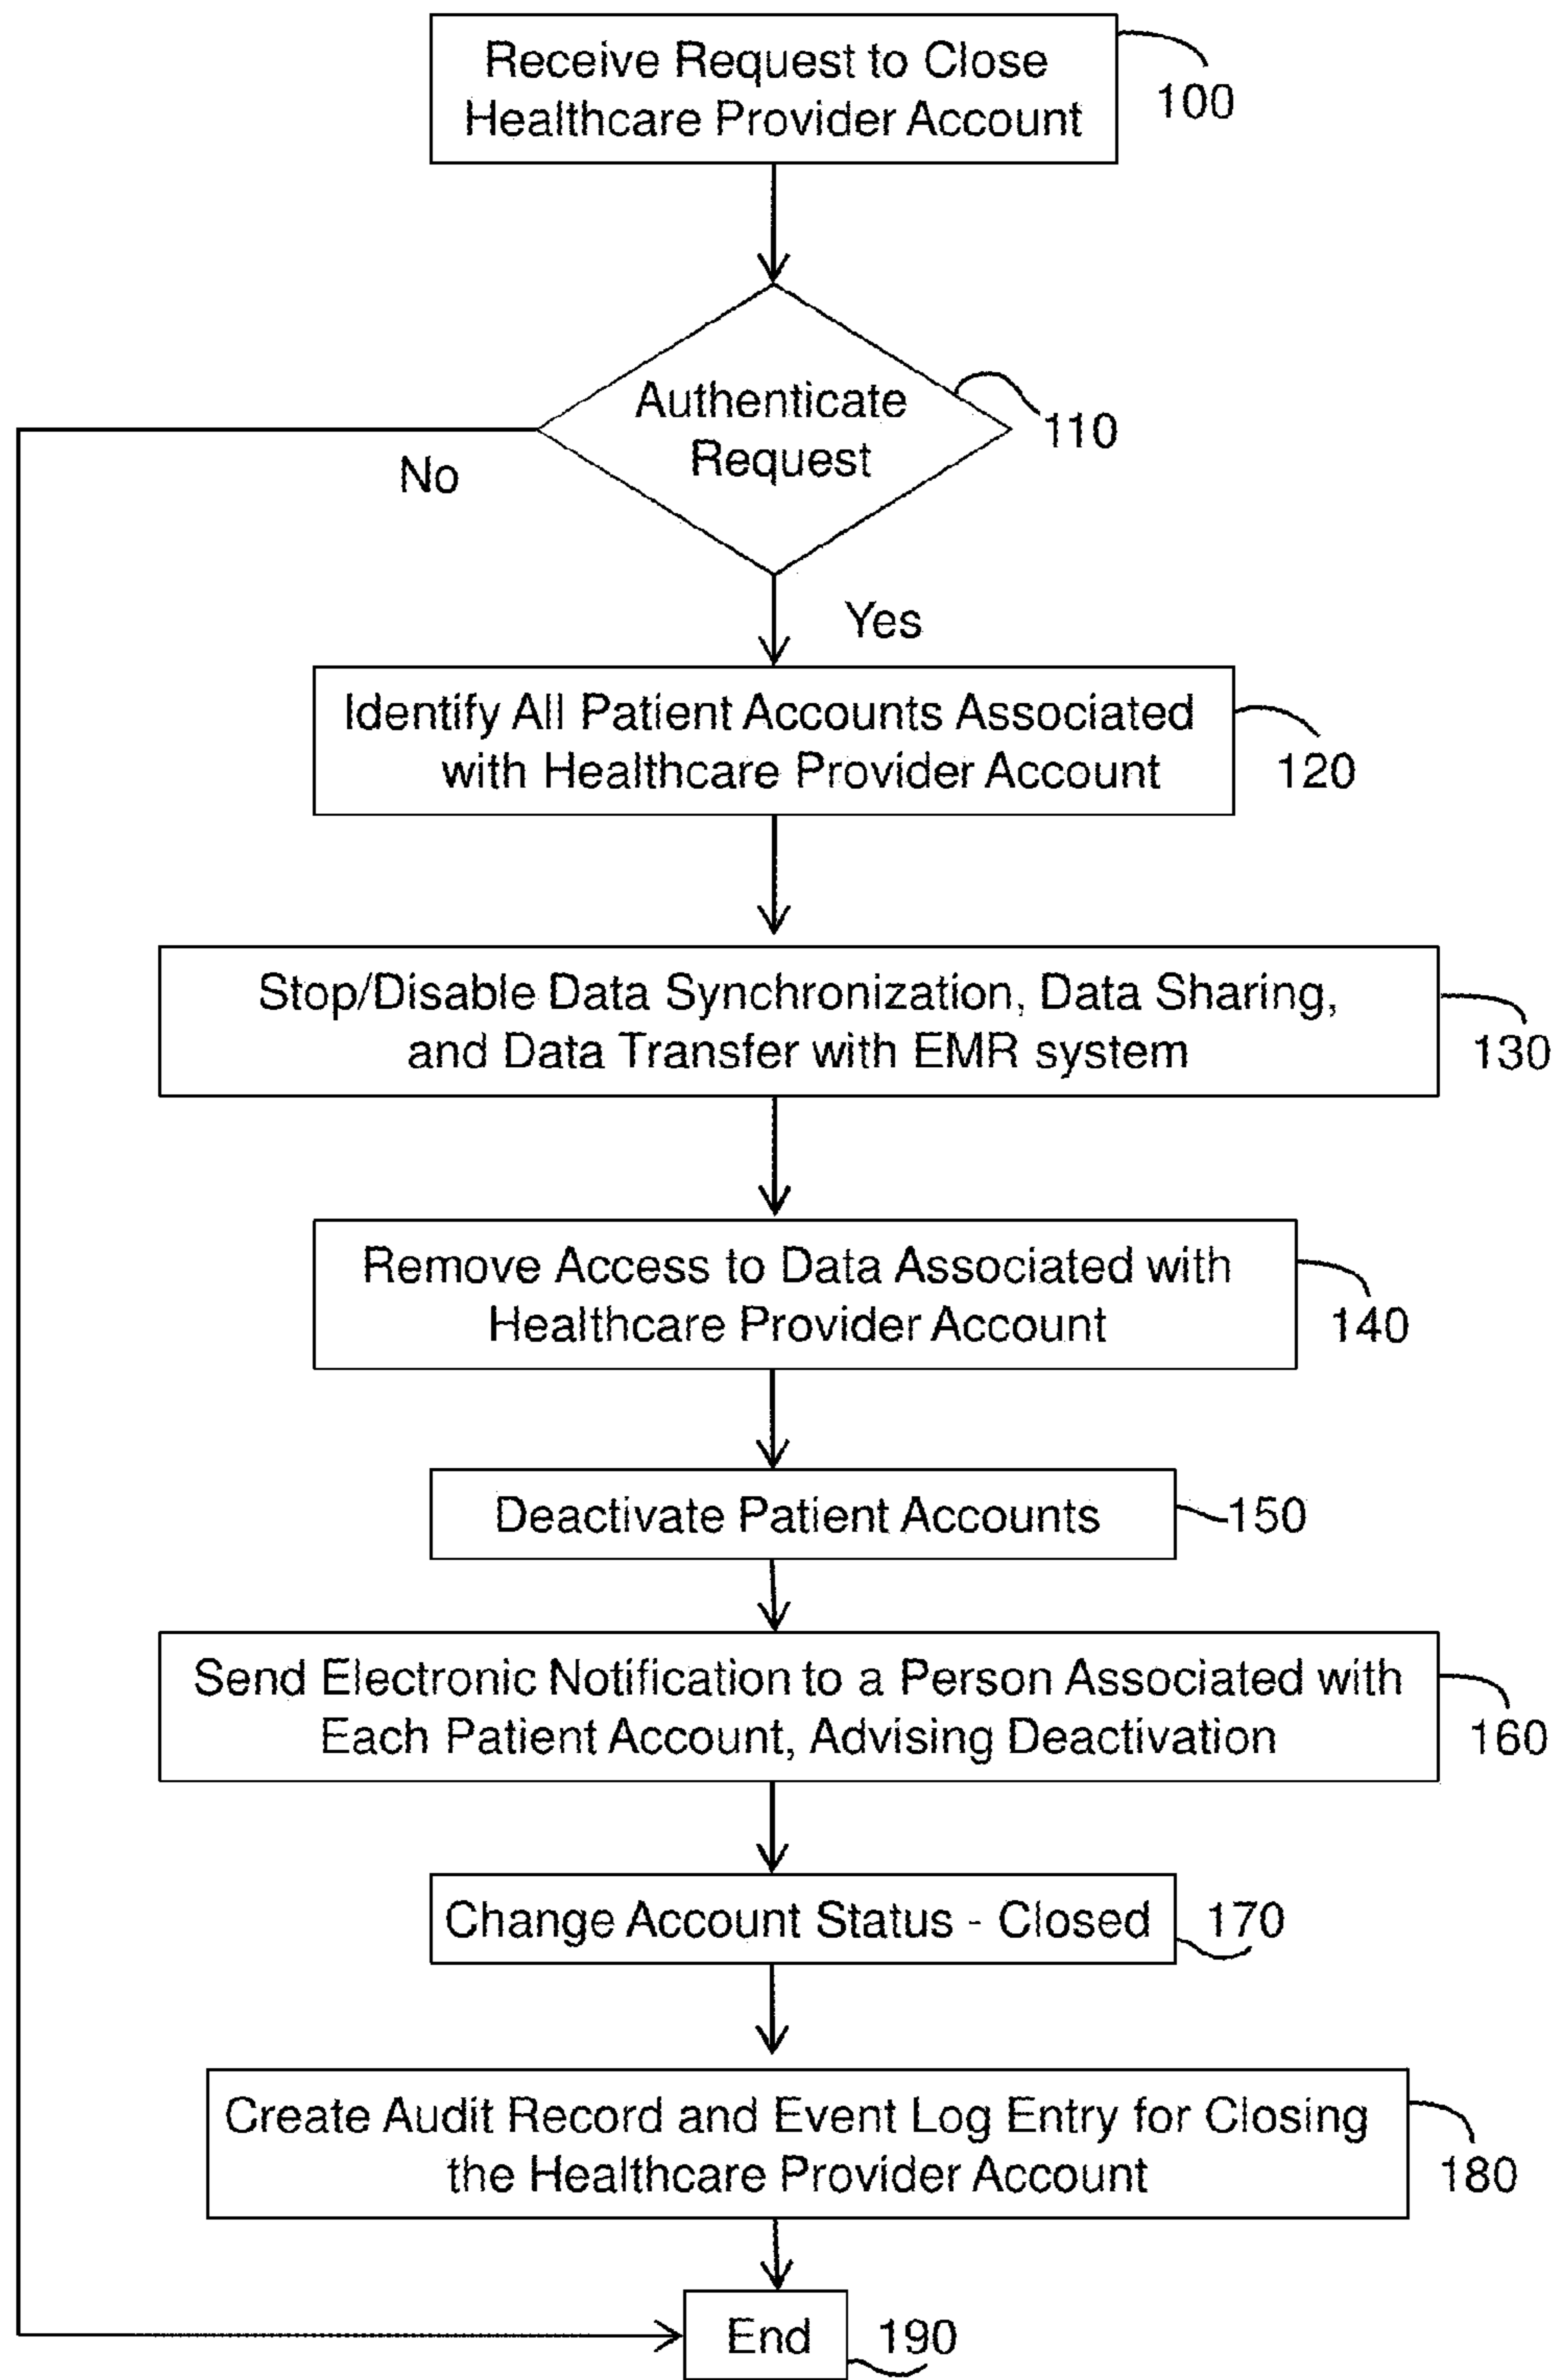 Receive Request to Close
Healthcare Provider Account
100
Authenticate
Request
110
No
Yes
Identify All Patient Accounts Associated
with Healthcare Provider Account
120
Stop/Disable Data Synchronization, Data Sharing,
and Data Transfer with EMR system
130
Remove Access to Data Associated with
Healthcare Provider Account
140
Deactivate Patient Accounts
150
Send Electronic Notification to a Person Associated with
Each Patient Account, Advising Deactivation
160
Change Account Status - Closed
170
Create Audit Record and Event Log Entry for Closing
the Healthcare Provider Account
180
End
190